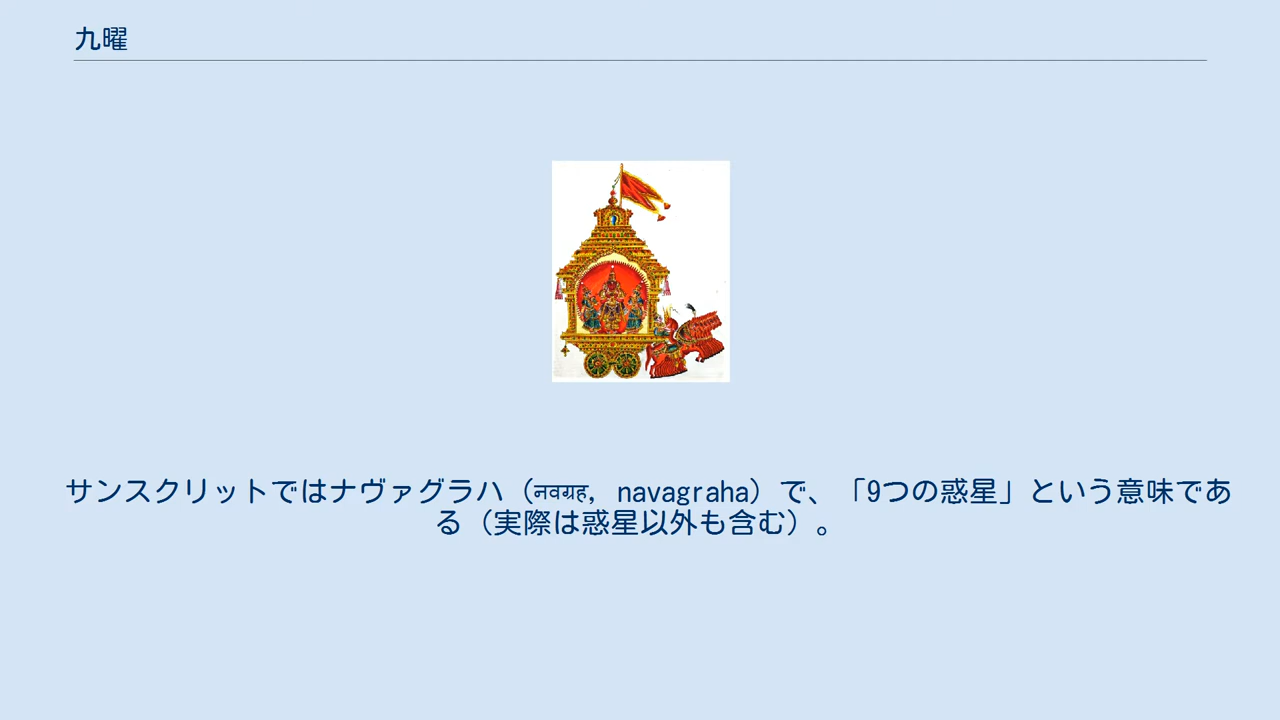 九曜
サンスクリットではナヴァグラハ（नवग्रह, navagraha）で、「9つの惑星」という意味であ
る（実際は惑星以外も含む）。